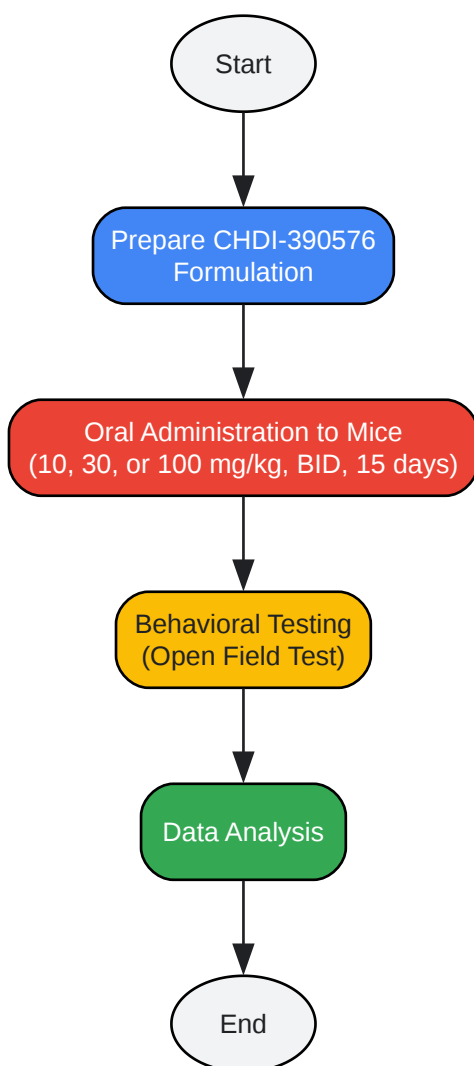 Start
Prepare CHDI-390576
Formulation
Oral Administration to Mice
(10, 30, or 100 mg/kg, BID, 15 days)
Behavioral Testing
(Open Field Test)
Data Analysis
End